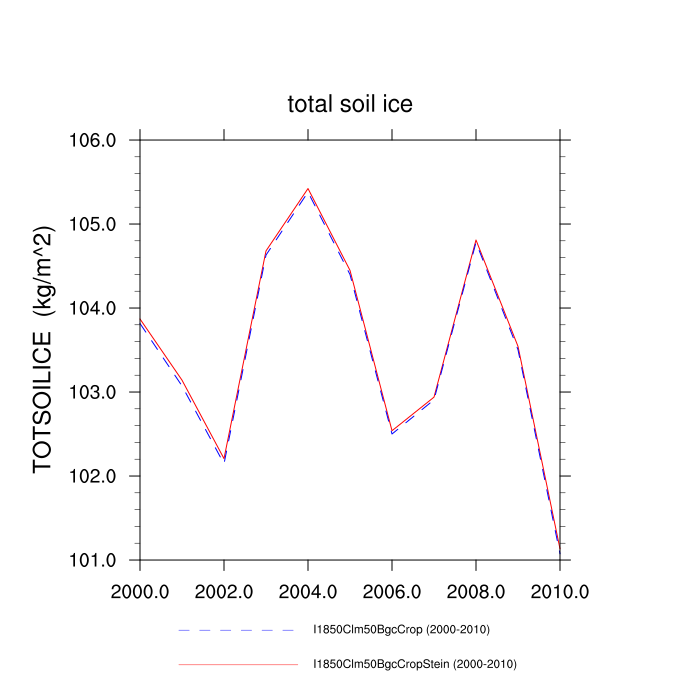 total soil ice
TOTSOILICE (kg/m^2)
106.0
105.0
104.0
103.0
102.0
101.0
2000.0 2002.0 2004.0 2006.0 2008.0 2010.0
I1850Clm50BgcCrop (2000-2010)
I1850Clm50BgcCropStein (2000-2010)